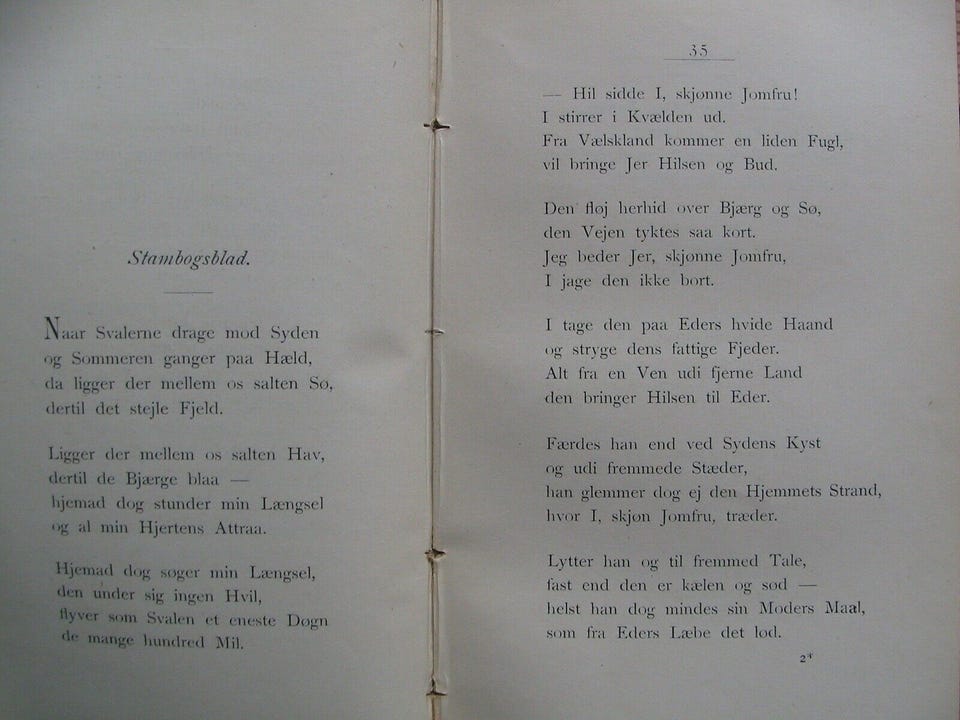 Stambogsblad.
Naar Svalerne drage mod Syden
og Sommeren ganger paa Hæld,
da ligger der mellem os salten Sø,
dertil det stejle Fjeld.
Ligger der mellem os salten Hav,
dertil de Bjærge blaa —
hjemad dog stunder min Længsel
og al min Hjertens Attraa.
Hjemad dog søger min Længsel,
den under sig ingen Hvil,
flyver som Svalen et eneste Døgn
de mange hundred Mil.
35
— Hil sidde I, skjønne Jomfru!
I stirrer i Kvælden ud.
Fra Vælskland kommer en liden Fugl,
vil bringe Jer Hilsen og Bud.
Den fløj herhid over Bjærg og Sø,
den Vejen tyktes saa kort.
Jeg beder Jer, skjønne Jomfru,
I jage den ikke bort.
I tage den paa Eders hvide Haand
og stryge dens fattige Fjeder.
Alt fra en Ven udi fjerne Land
den bringer Hilsen til Eder.
Færdes han end ved Sydens Kyst
og udi fremmede Stæder,
han glemmer dog ej den Hjemmets Strand,
hvor I, skjøn Jomfru, træder.
Lytter han og til fremmed Tale,
fast end den er kælen og sød —
helst han dog mindes sin Moders Maal,
som fra Eders Læbe det lød.
2*